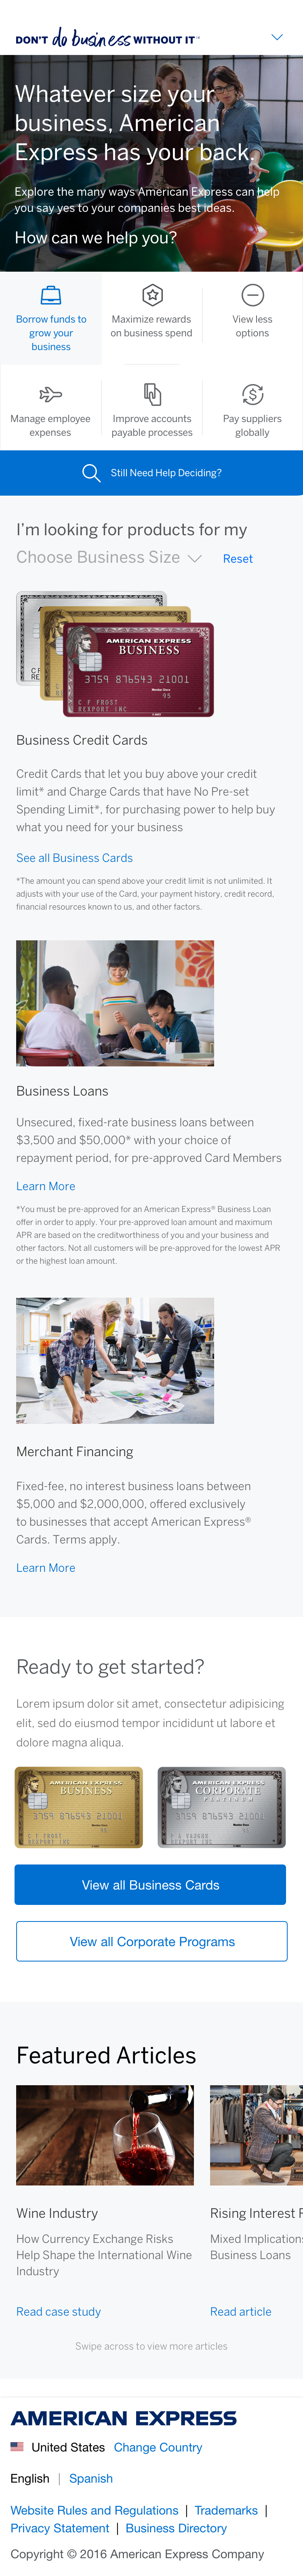 DON'T do business WITHOUT IT™
Whatever size your
business, American
Express has your back.
Explore the many ways American Express can help
you say yes to your companies best ideas.
How can we help you?
Borrow funds to
grow your
business
Maximize rewards
on business spend
View less
options
Manage employee
expenses
Improve accounts
payable processes
Pay suppliers
globally
Still Need Help Deciding?
I'm looking for products for my
Choose Business Size
Reset
AMERICAN EXPRESS
BUSINESS
3759 876543 21001
95
C F FROST
Business Credit Cards
Credit Cards that let you buy above your credit
limit* and Charge Cards that have No Pre-set
Spending Limit*, for purchasing power to help buy
what you need for your business
See all Business Cards
*The amount you can spend above your credit limit is not unlimited. It
adjusts with your use of the Card, your payment history, credit record,
financial resources known to us, and other factors.
Business Loans
Unsecured, fixed-rate business loans between
$3,500 and $50,000* with your choice of
repayment period, for pre-approved Card Members
Learn More
*You must be pre-approved for an American Express® Business Loan
offer in order to apply. Your pre-approved loan amount and maximum
APR are based on the creditworthiness of you and your business and
other factors. Not all customers will be pre-approved for the lowest APR
or the highest loan amount.
Merchant Financing
Fixed-fee, no interest business loans between
$5,000 and $2,000,000, offered exclusively
to businesses that accept American Express®
Cards. Terms apply.
Learn More
Ready to get started?
Lorem ipsum dolor sit amet, consectetur adipisicing
elit, sed do eiusmod tempor incididunt ut labore et
dolore magna aliqua.
AMERICAN EXPRESS
BUSINESS
3759 876543 21001
C F FROST
AMERICAN EXPRESS
CORPORATE
PLATINUM
3759 876543 21001
View all Business Cards
View all Corporate Programs
Featured Articles
Wine Industry
How Currency Exchange Risks
Help Shape the International Wine
Industry
Read case study
Rising Interest
Mixed Implication
Business Loans
Read article
Swipe across to view more articles
AMERICAN EXPRESS
United States Change Country
English | Spanish
Website Rules and Regulations | Trademarks |
Privacy Statement | Business Directory
Copyright © 2016 American Express Company